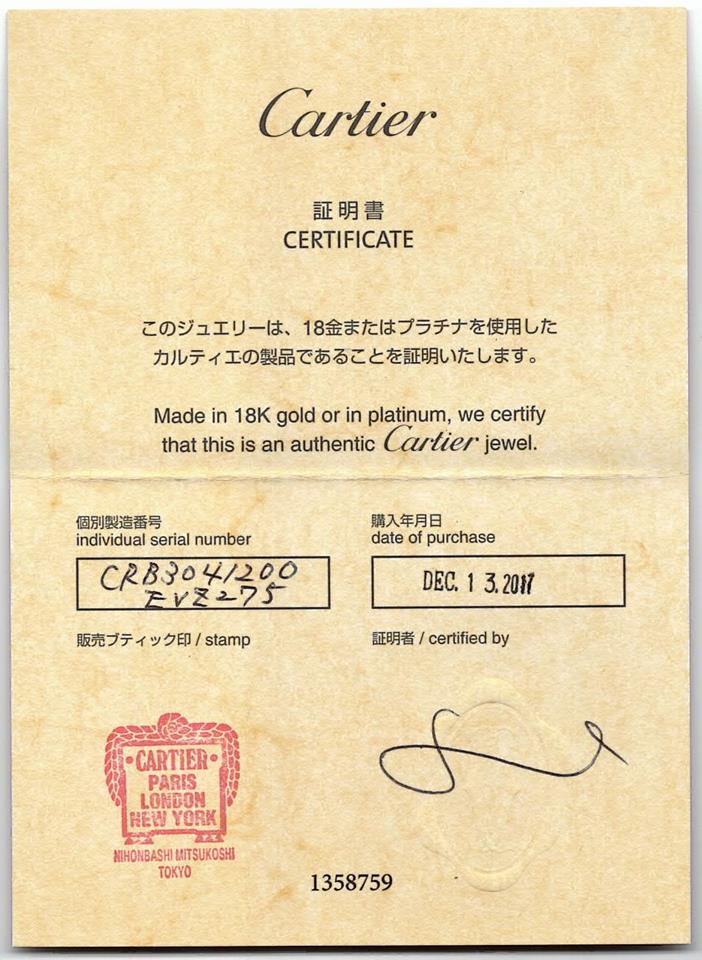 Cartier
証明書
CERTIFICATE
このジュエリーは、18金またはプラチナを使用した
カルティエの製品であることを証明いたします。
Made in 18K gold or in platinum, we certify
that this is an authentic Cartier jewel.
個別製造番号
individual serial number
CRB3041200
EVZ275
購入年月日
date of purchase
DEC. 13.2017
販売ブティック印 / stamp
証明者 / certified by
CARTIER
PARIS
LONDON
NEW YORK
NIHONBASHI MITSUKOSHI
TOKYO
1358759